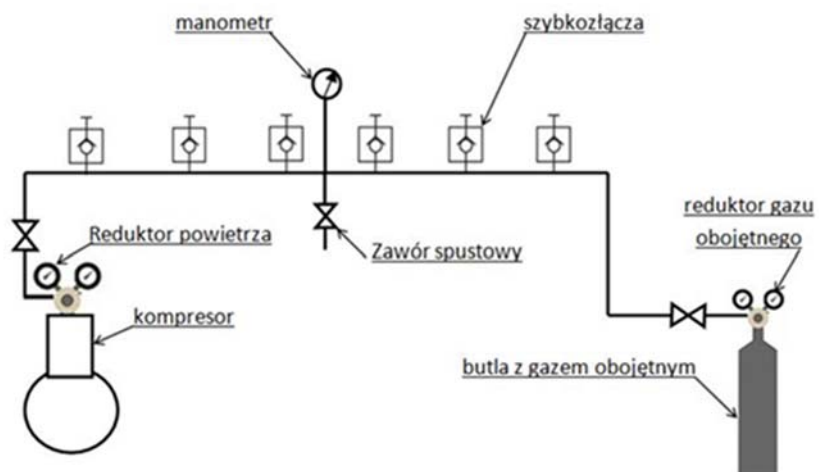 manometr
szybkozłącza
reduktor gazu
obojętnego
Reduktor powietrza
Zawór spustowy
kompresor
butla z gazem obojętnym